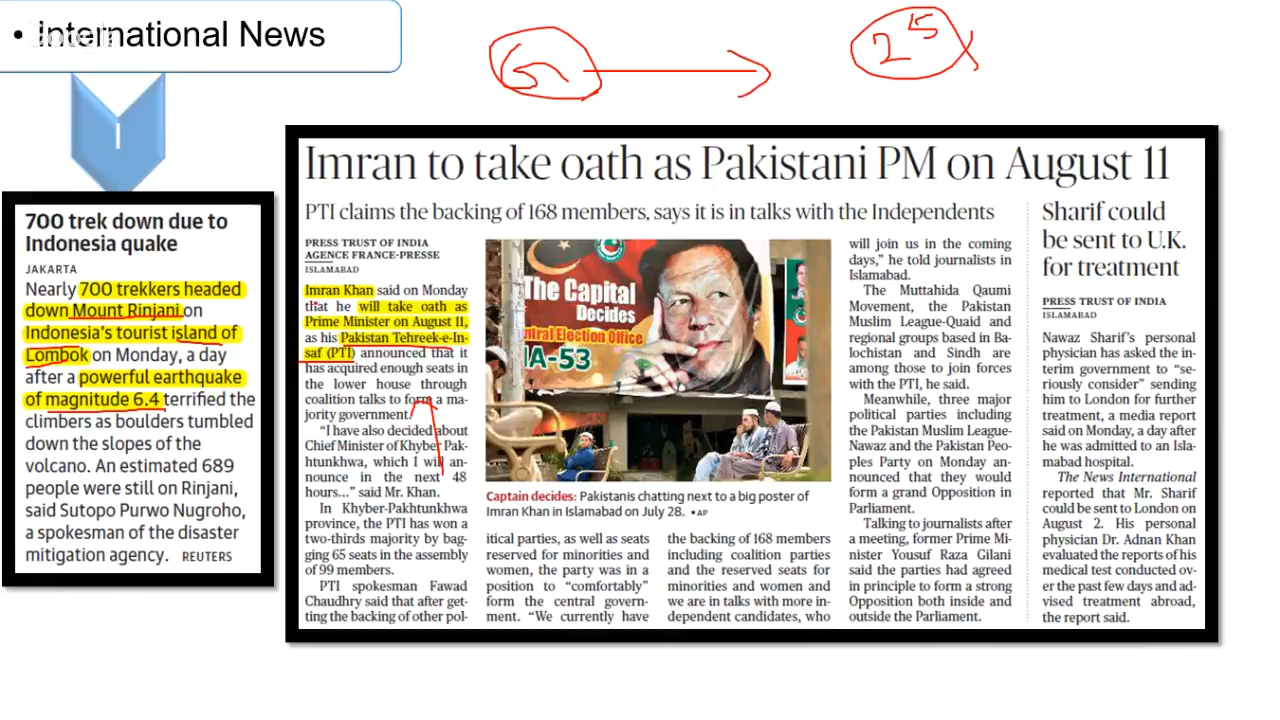 • International News
1
6
25
700 trek down due to
Indonesia quake
JAKARTA
Nearly 700 trekkers headed
down Mount Rinjani on
Indonesia's tourist island of
Lombok on Monday, a day
after a powerful earthquake
of magnitude 6.4 terrified the
climbers as boulders tumbled
down the slopes of the
volcano. An estimated 689
people were still on Rinjani,
said Sutopo Purwo Nugroho,
a spokesman of the disaster
mitigation agency. REUTERS
Imran to take oath as Pakistani PM on August 11
PTI claims the backing of 168 members, says it is in talks with the Independents
PRESS TRUST OF INDIA
AGENCE FRANCE-PRESSE
ISLAMABAD
Imran Khan said on Monday
that he will take oath as
Prime Minister on August 11,
as his Pakistan Tehreek-e-In-
saf (PTI) announced that it
has acquired enough seats in
the lower house through
coalition talks to form a ma-
jority government.
"I have also decided about
Chief Minister of Khyber Pak-
htunkhwa, which I will an-
nounce in the next 48
hours..." said Mr. Khan.
In Khyber-Pakhtunkhwa
province, the PTI has won a
two-thirds majority by bag-
ging 65 seats in the assembly
of 99 members.
PTI spokesman Fawad
Chaudhry said that after get-
ting the backing of other pol-
The Capital
Decides
ntral Election Office
NA-53
Captain decides: Pakistanis chatting next to a big poster of
Imran Khan in Islamabad on July 28. • AP
itical parties, as well as seats
reserved for minorities and
women, the party was in a
position to "comfortably"
form the central govern-
ment. "We currently have
the backing of 168 members
including coalition parties
and the reserved seats for
minorities and women and
we are in talks with more in-
dependent candidates, who
will join us in the coming
days," he told journalists in
Islamabad.
The Muttahida Qaumi
Movement, the Pakistan
Muslim League-Quaid and
regional groups based in Ba-
lochistan and Sindh are
among those to join forces
with the PTI, he said.
Meanwhile, three major
political parties including
the Pakistan Muslim League-
Nawaz and the Pakistan Peo-
ples Party on Monday an-
nounced that they would
form a grand Opposition in
Parliament.
Talking to journalists after
a meeting, former Prime Mi-
nister Yousuf Raza Gilani
said the parties had agreed
in principle to form a strong
Opposition both inside and
outside the Parliament.
Sharif could
be sent to U.K.
for treatment
PRESS TRUST OF INDIA
ISLAMABAD
Nawaz Sharif's personal
physician has asked the in-
terim government to "se-
riously consider" sending
him to London for further
treatment, a media report
said on Monday, a day after
he was admitted to an Isla-
mabad hospital.
The News International
reported that Mr. Sharif
could be sent to London on
August 2. His personal
physician Dr. Adnan Khan
evaluated the reports of his
medical test conducted ov-
er the past few days and ad-
vised treatment abroad,
the report said.